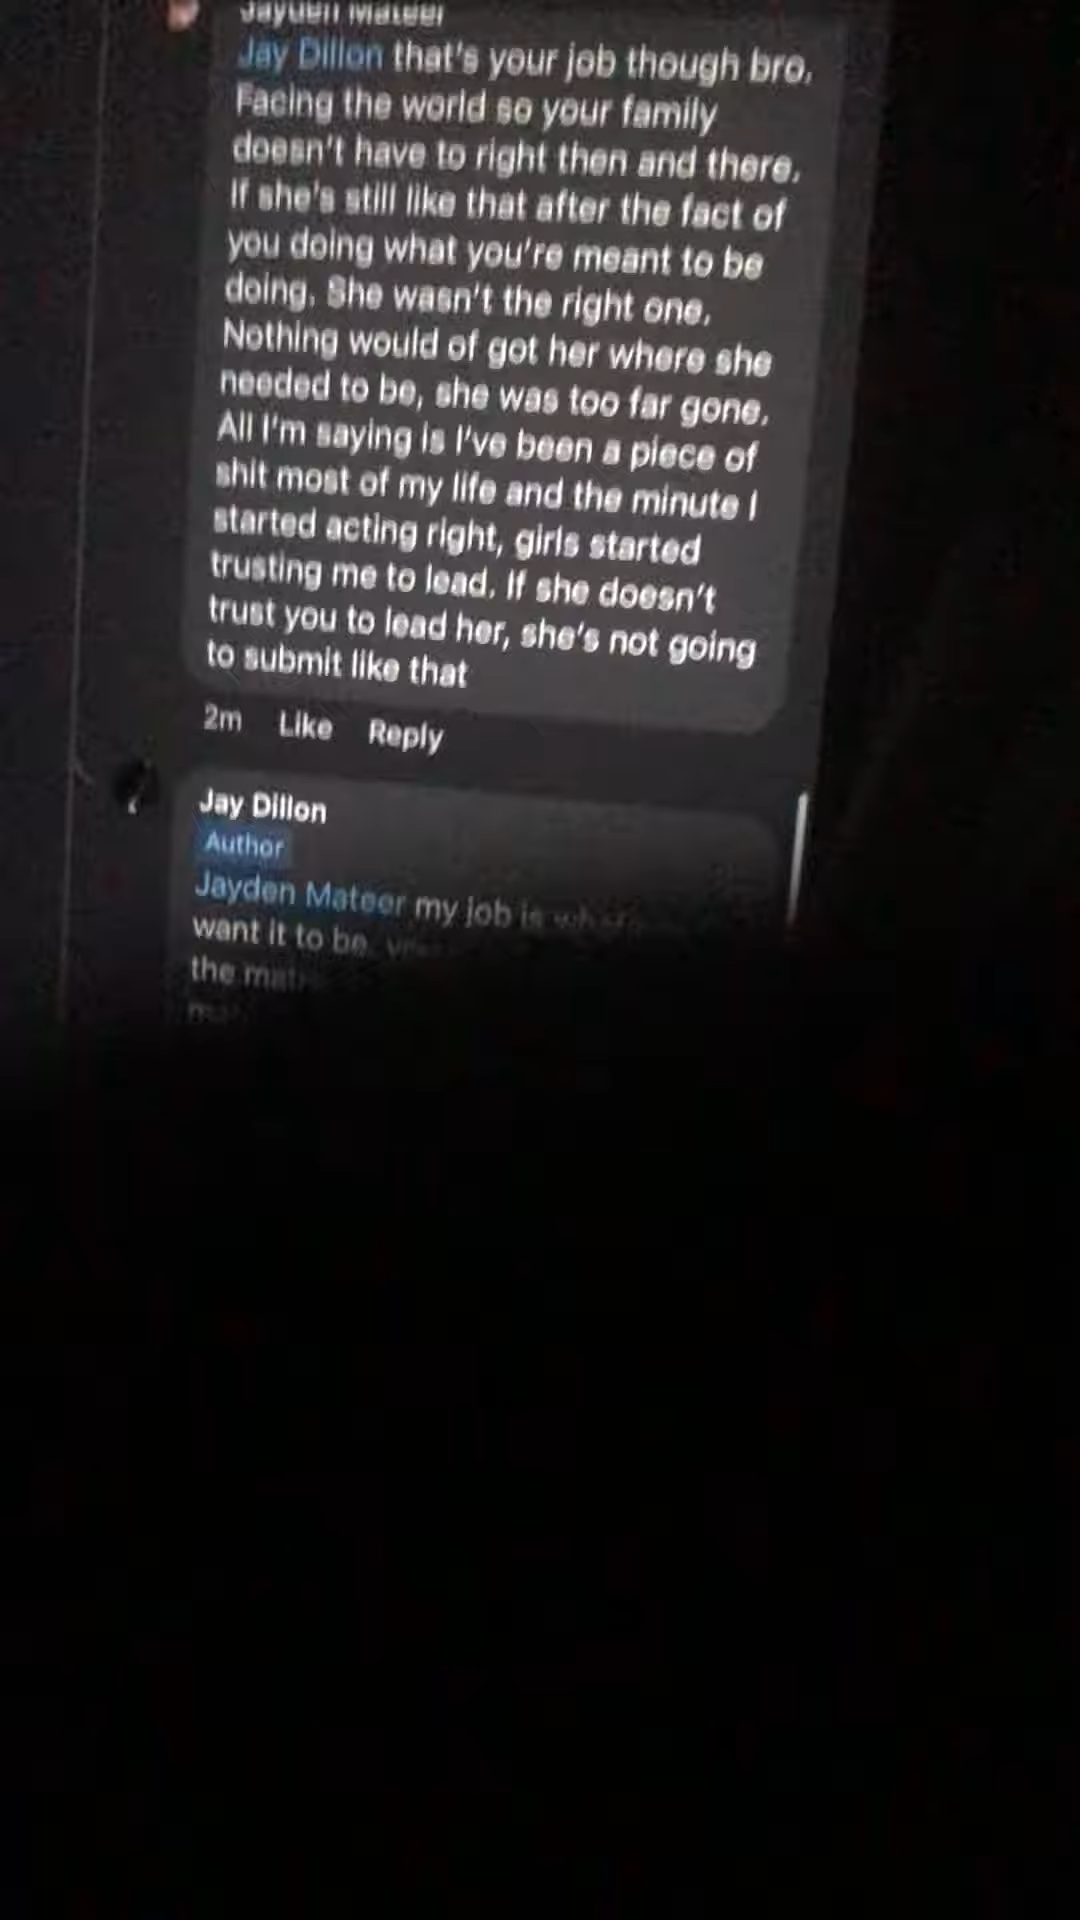 Jayden Mateer
Jay Dillon that's your job though bro,
Facing the world so your family
doesn't have to right then and there.
If she's still like that after the fact of
you doing what you're meant to be
doing. She wasn't the right one.
Nothing would of got her where she
needed to be, she was too far gone.
All I'm saying is I've been a piece of
shit most of my life and the minute I
started acting right, girls started
trusting me to lead. If she doesn't
trust you to lead her, she's not going
to submit like that
2m Like Reply
Jay Dillon
Author
Jayden Mateer my job is
want it to be.
the